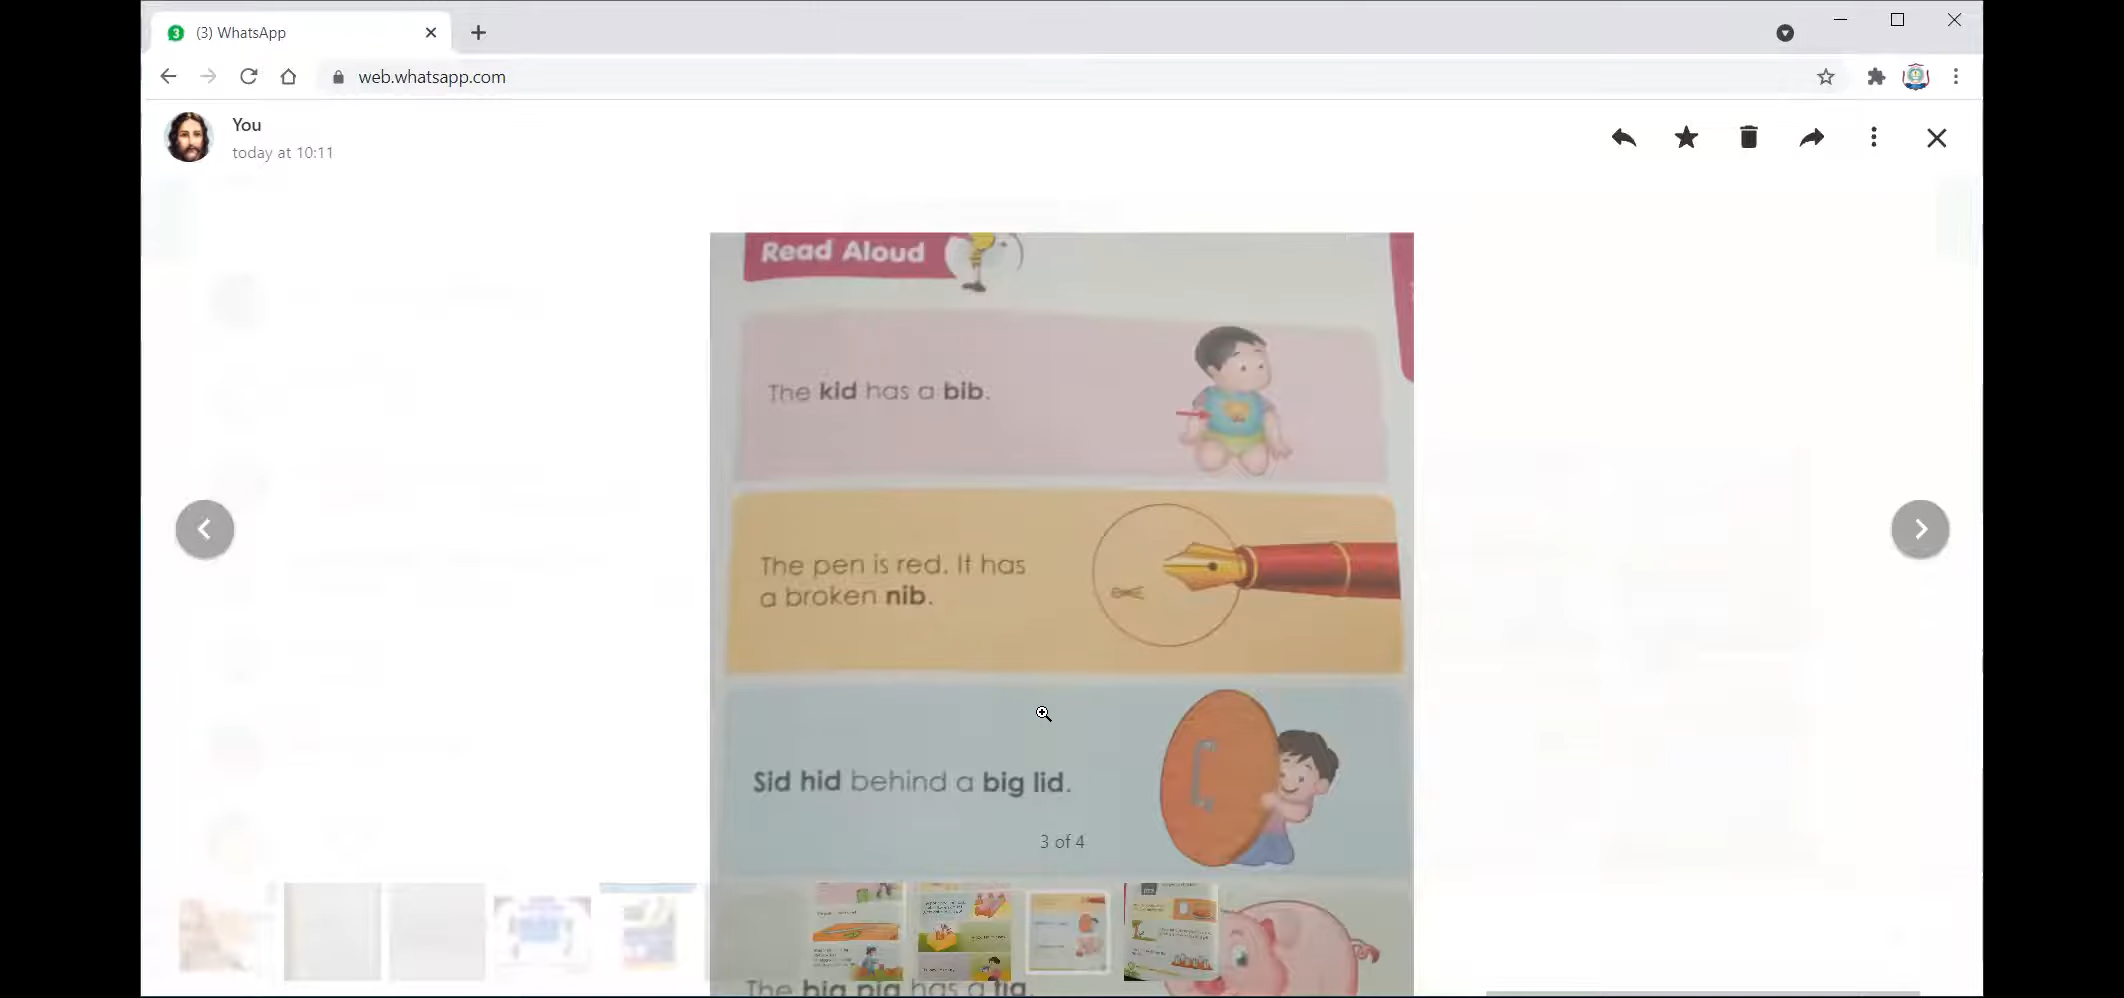 (3) WhatsApp
web.whatsapp.com
You
today at 10:11
Read Aloud
The kid has a bib.
The pen is red. It has
a broken nib.
Sid hid behind a big lid.
3 of 4
The big pig has a fig.